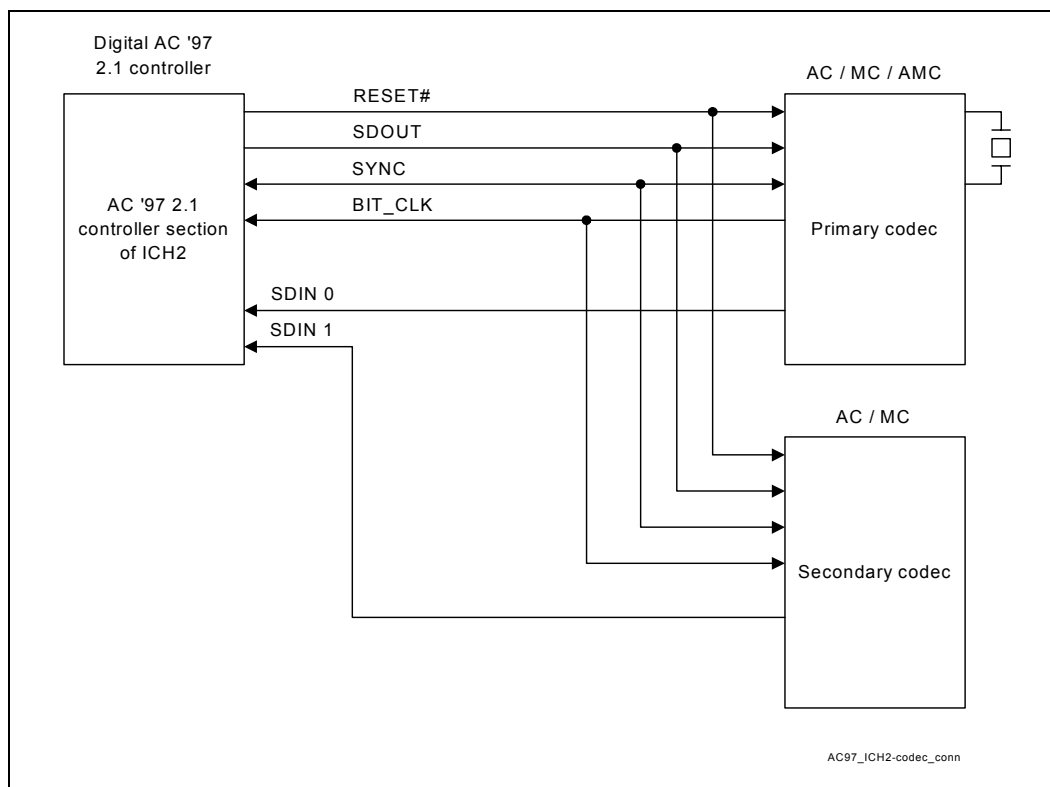 Digital AC '97
2.1 controller
AC / MC / AMC
RESET#
SDOUT
SYNC
BIT_CLK
AC '97 2.1
controller section
of ICH2
Primary codec
SDIN 0
SDIN 1
AC / MC
Secondary codec
AC97_ICH2-codec_conn